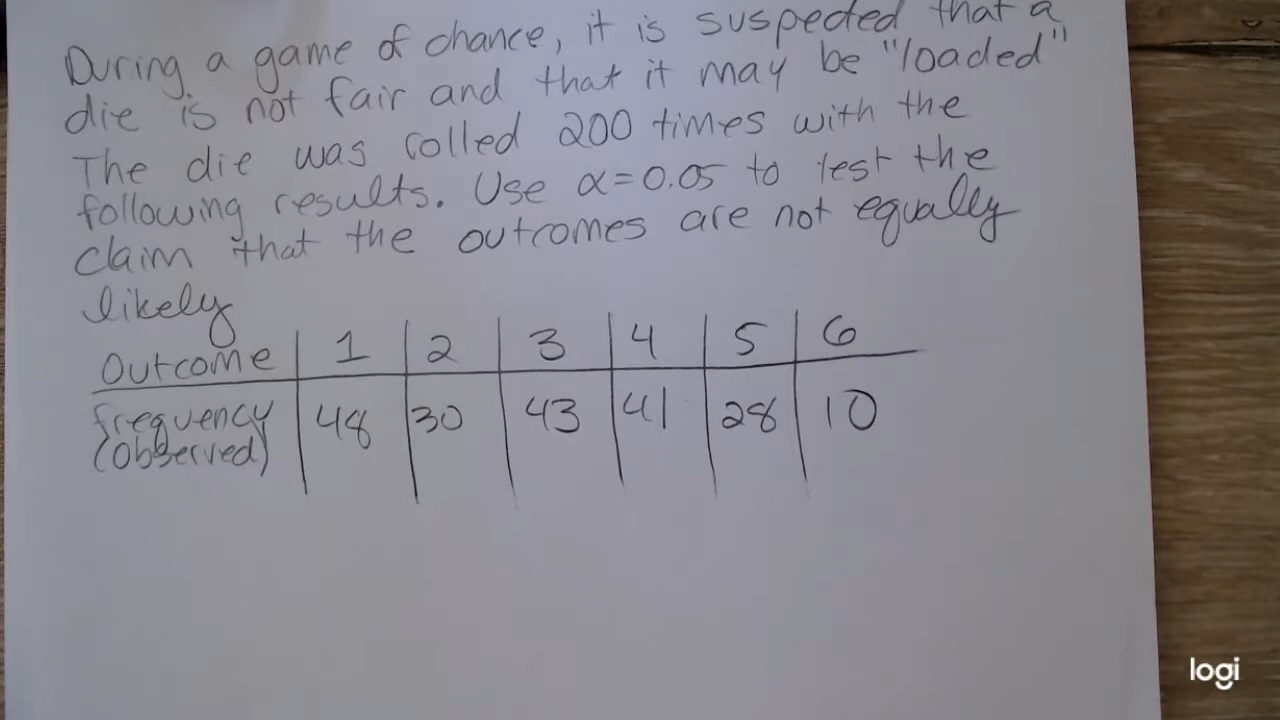 During a game of chance, it is suspected that a
die is not fair and that it may be "loaded"
The die was rolled 200 times with the
following results. Use α=0.05 to test the
claim that the outcomes are not equally
likely
Outcome 1 2 3 4 5 6
frequency 48 30 43 41 28 10
(observed)
logi